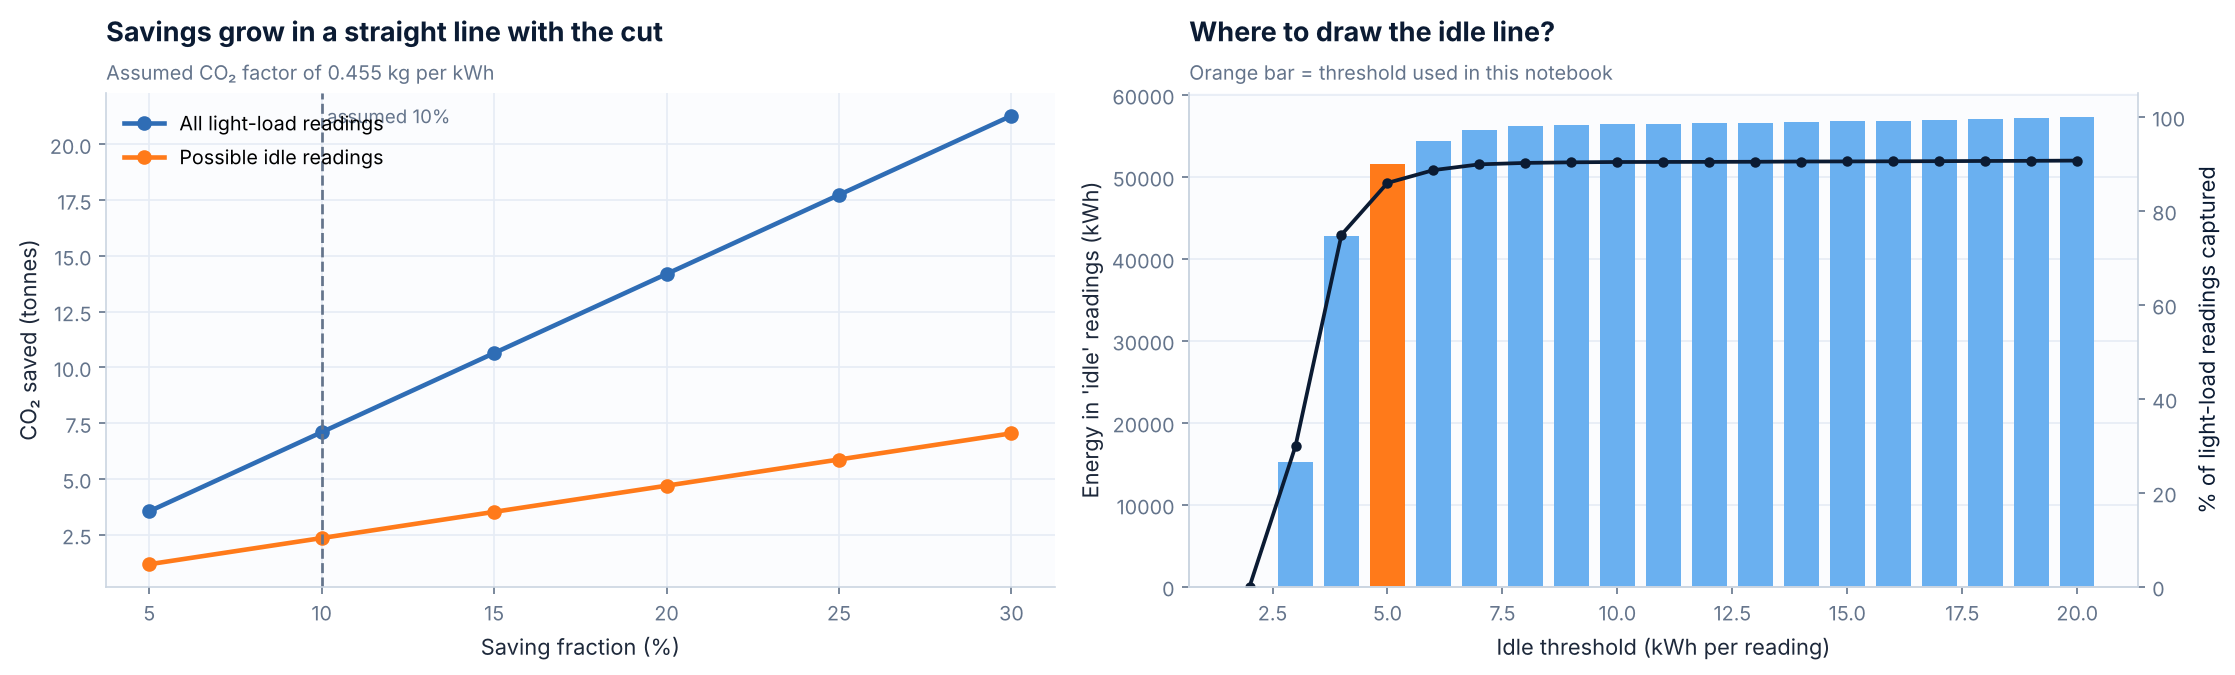 Savings grow in a straight line with the cut
Assumed CO₂ factor of 0.455 kg per kWh
assumed 10%
All light-load readings
Possible idle readings
CO₂ saved (tonnes)
20.0
17.5
15.0
12.5
10.0
7.5
5.0
2.5
5 10 15 20 25 30
Saving fraction (%)
Where to draw the idle line?
Orange bar = threshold used in this notebook
Energy in 'idle' readings (kWh)
60000
50000
40000
30000
20000
10000
0
100
80
60
40
20
0
% of light-load readings captured
2.5 5.0 7.5 10.0 12.5 15.0 17.5 20.0
Idle threshold (kWh per reading)